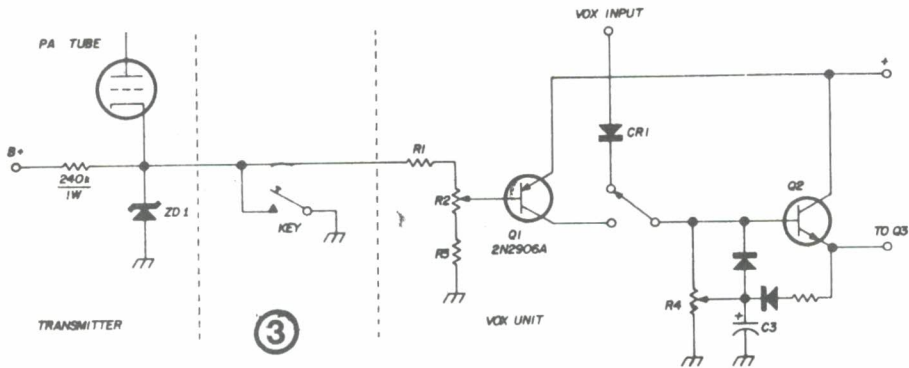 VOX INPUT
PA TUBE
+
B+
240k
1W
ZD1
KEY
R1
R2
R5
Q1
2N2906A
CR1
Q2
TO Q3
R4
+
C3
TRANSMITTER
3
VOX UNIT